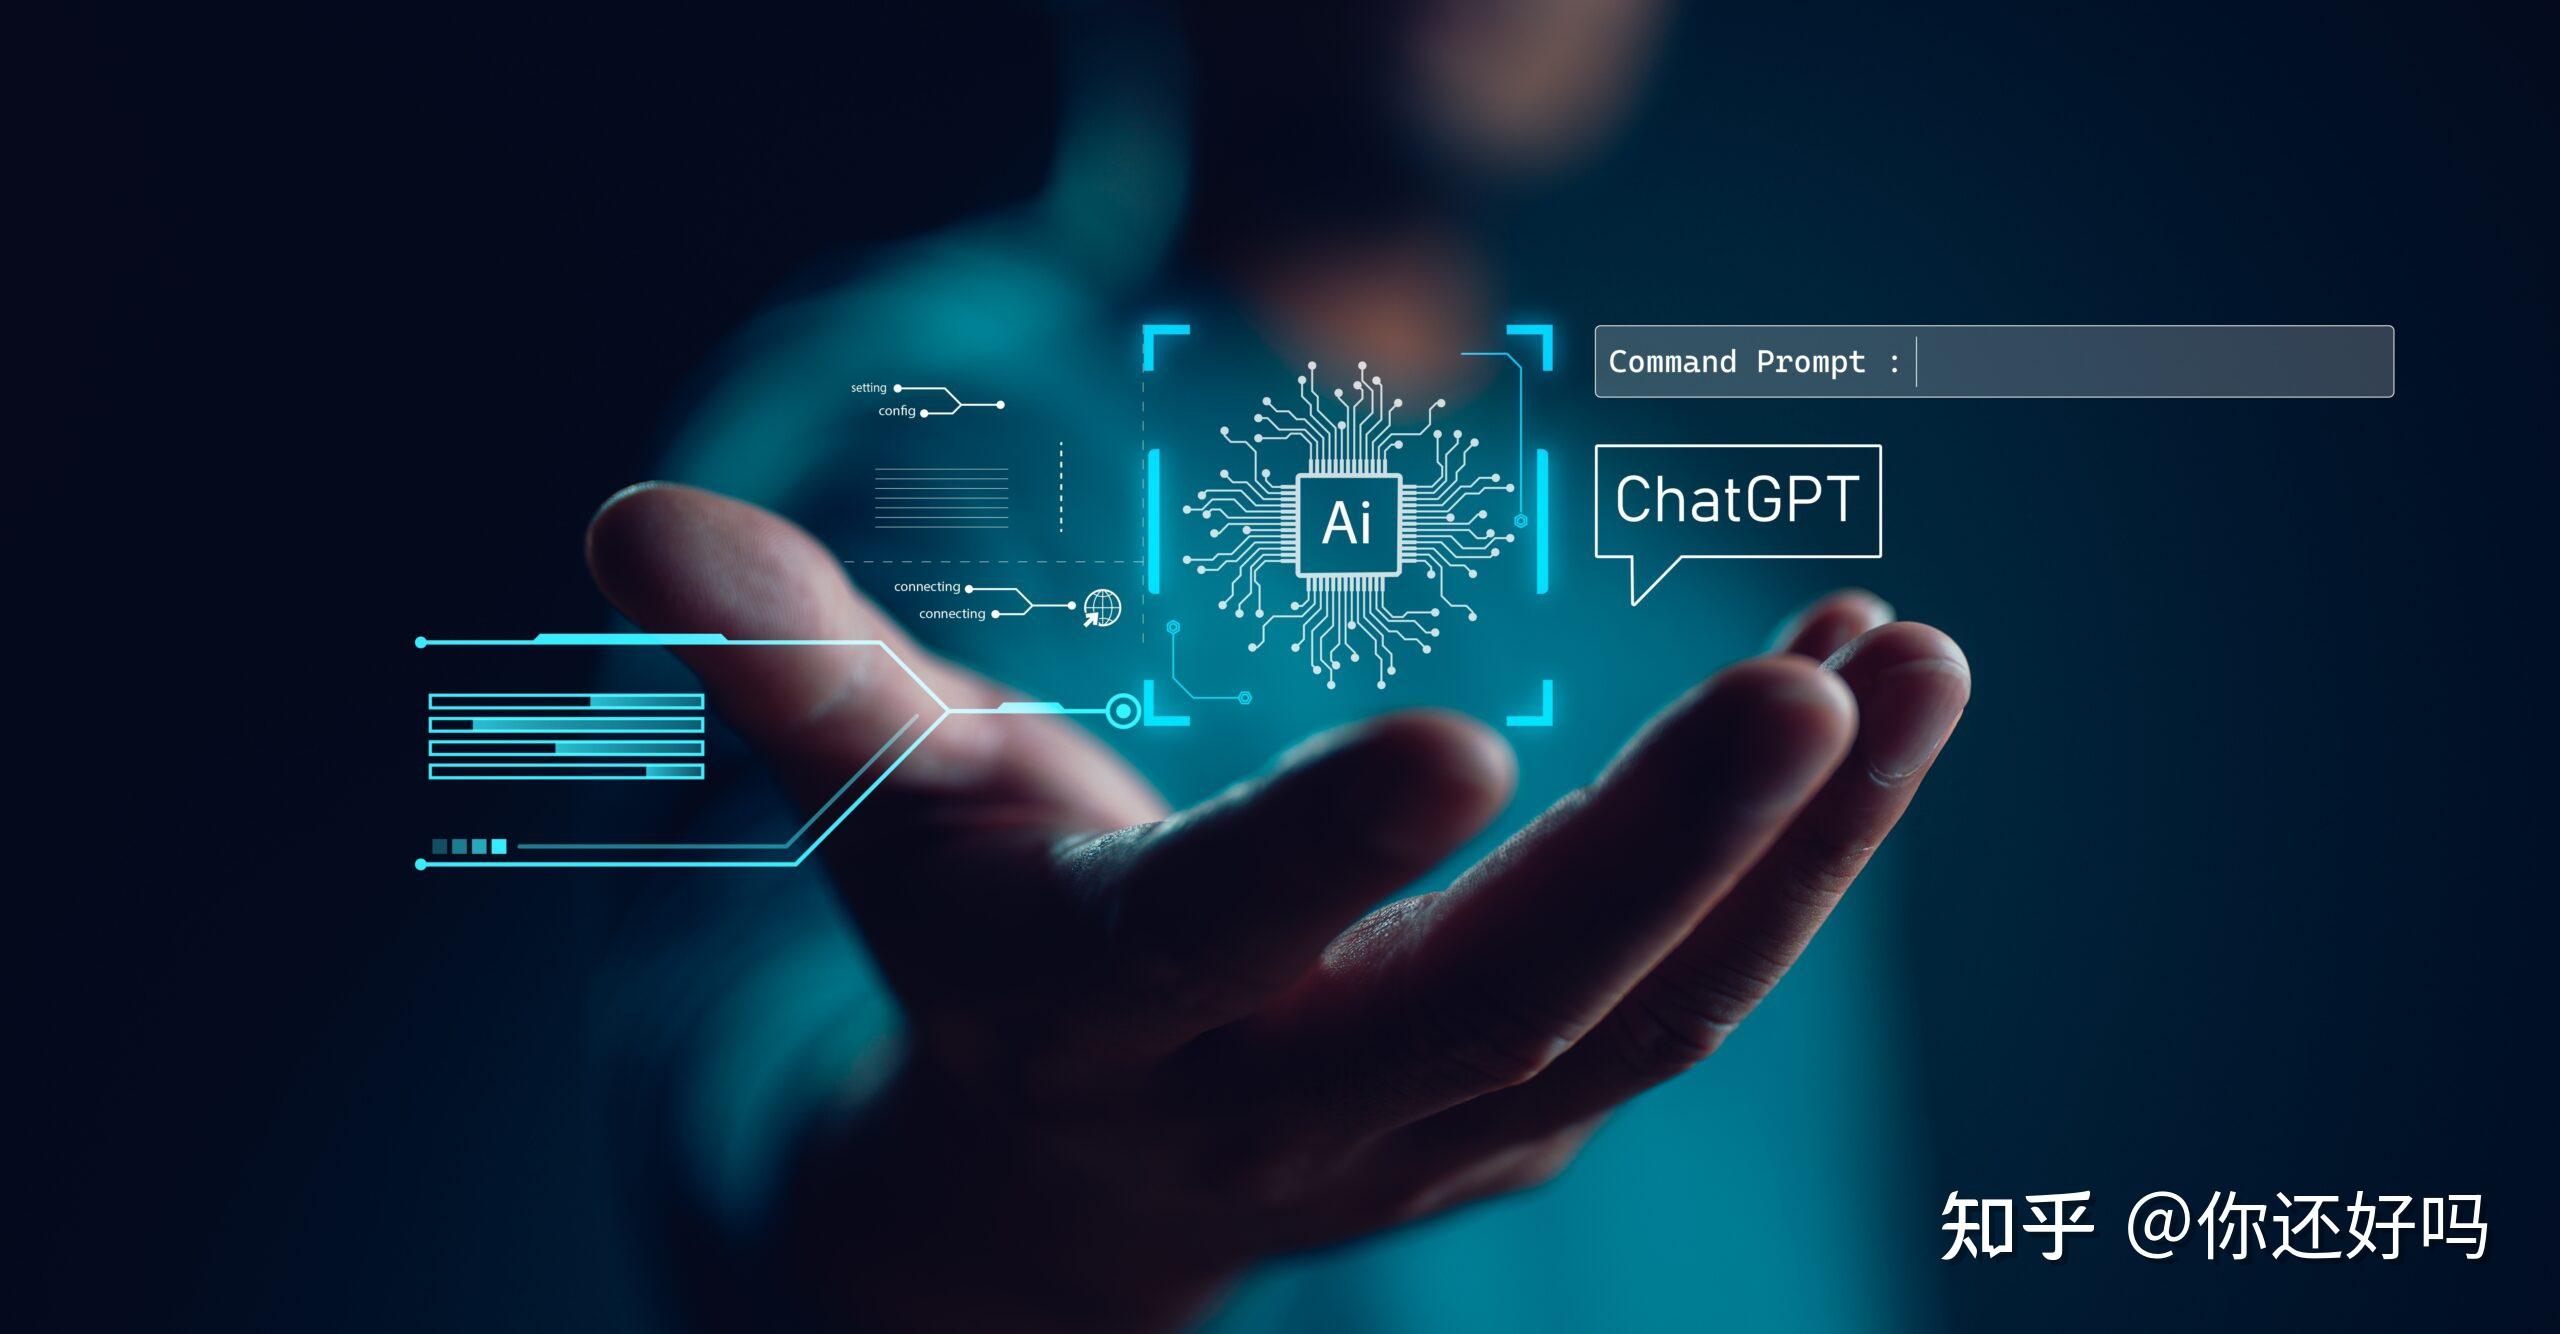 setting
config
connecting
connecting
Ai
Command Prompt :
ChatGPT
知乎 @你还好吗